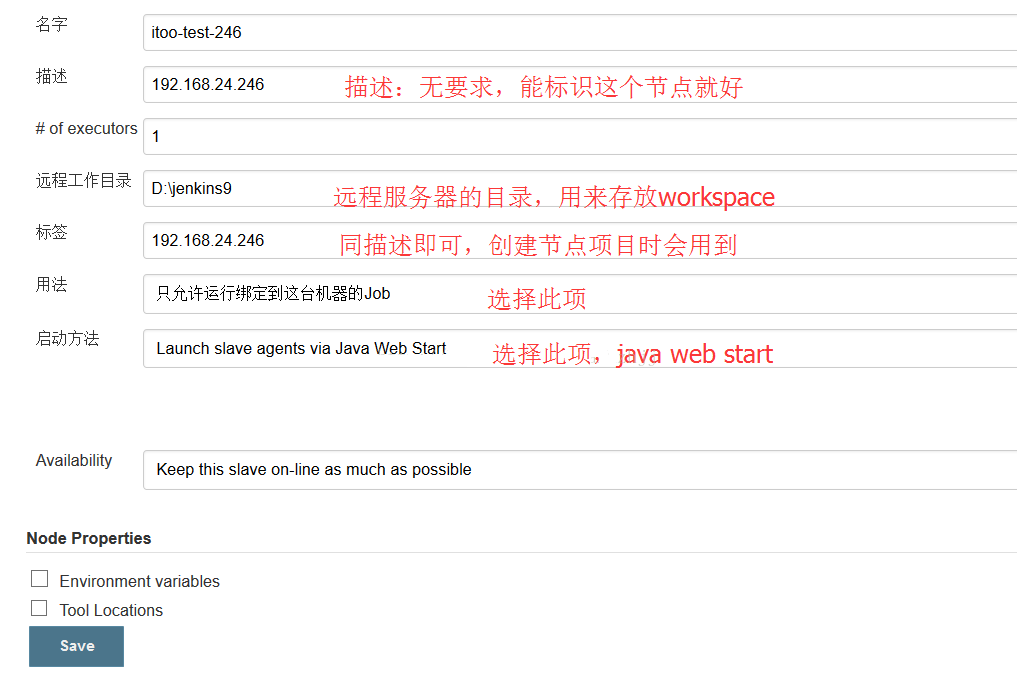 名字 itoo-test-246
描述 192.168.24.246 描述：无要求，能标识这个节点就好
# of executors 1
远程工作目录 D:\jenkins9 远程服务器的目录，用来存放workspace
标签 192.168.24.246 同描述即可，创建节点项目时会用到
用法 只允许运行绑定到这台机器的Job 选择此项
启动方法 Launch slave agents via Java Web Start 选择此项，java web start
Availability Keep this slave on-line as much as possible
Node Properties
Environment variables
Tool Locations
Save